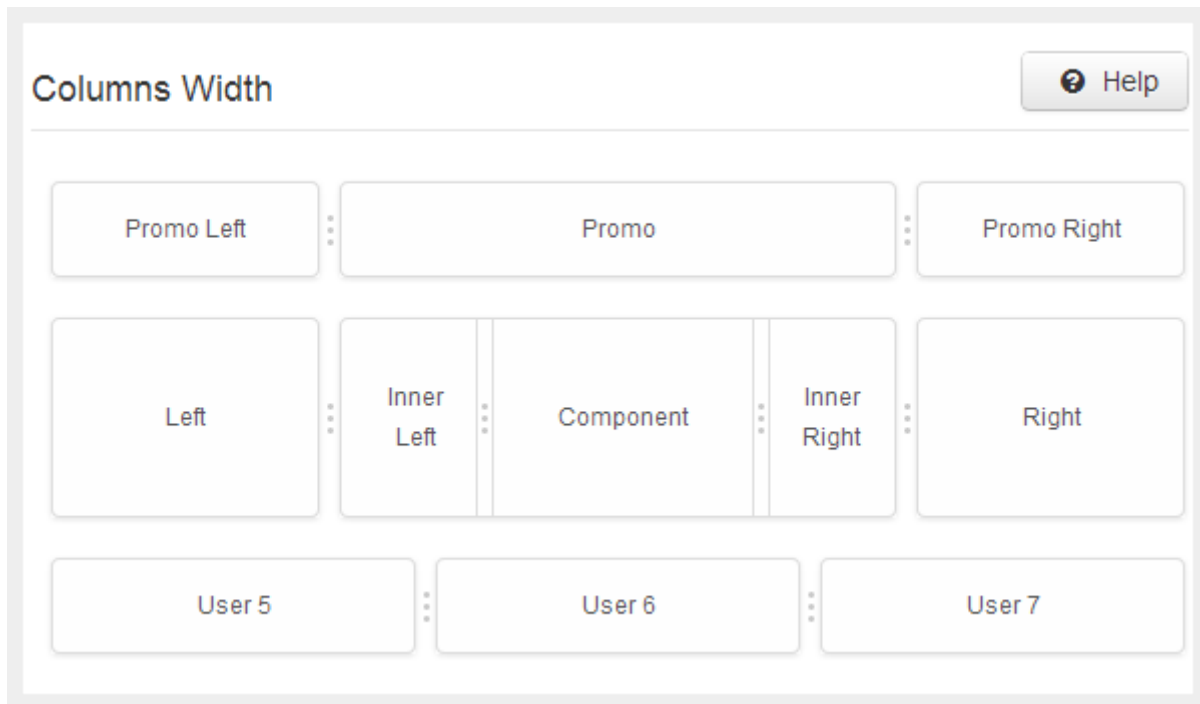 Columns Width
Help
Promo Left
Promo
Promo Right
Left
Inner
Left
Component
Inner
Right
Right
User 5
User 6
User 7